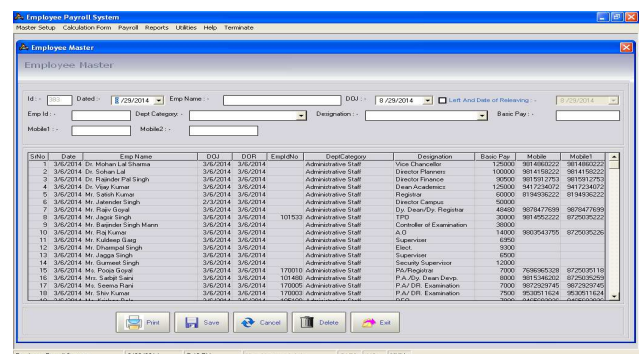 Employee Payroll System
Master Setup Calculation Form Payroll Reports Utilities Help Terminate
Employee Master
Employee Master
Id : - 383 Dated :- 8 /29/2014 Emp Name : - DOJ : - 8 /29/2014 Left And Date of Releaving : - 8 /29/2014
Emp Id : - Dept Category :- Designation : - Basic Pay : -
Mobile1 : - Mobile2 : -
SrNo Date Emp Name DOJ DOR EmpIdNo DeptCategory Designation Basic Pay Mobile Mobile1
1 3/6/2014 Dr. Mohan Lal Sharma 3/6/2014 3/6/2014 Administrative Staff Vice Chancellor 125000 9814860222 9814860222
2 3/6/2014 Dr. Sohan Lal 3/6/2014 3/6/2014 Administrative Staff Director Planners 100000 9814158222 9814158222
3 3/6/2014 Dr. Rajinder Pal Singh 3/6/2014 3/6/2014 Administrative Staff Director Finance 90500 9815912753 9815912753
4 3/6/2014 Dr. Vijay Kumar 3/6/2014 3/6/2014 Administrative Staff Dean Academics 125000 9417234072 9417234072
5 3/6/2014 Mr. Satish Kumar 3/6/2014 3/6/2014 Administrative Staff Registrar 60000 8194936222 8194936222
6 3/6/2014 Mr. Jatender Singh 2/3/2014 3/6/2014 Administrative Staff Director Campus 50000
7 3/6/2014 Mr. Rajiv Goyal 3/6/2014 3/6/2014 Administrative Staff Dy. Dean/Dy. Registrar 48480 9878477699 9878477699
8 3/6/2014 Mr. Jagsir Singh 3/6/2014 3/6/2014 101533 Administrative Staff TPO 30000 9814552222 8725035222
9 3/6/2014 Mr. Barjinder Singh Mann 3/6/2014 3/6/2014 Administrative Staff Controller of Examination 38000
10 3/6/2014 Mr. Raj Kumar 3/6/2014 3/6/2014 Administrative Staff A.O 14000 9803543755 8725035226
11 3/6/2014 Mr. Kuldeep Garg 3/6/2014 3/6/2014 Administrative Staff Superviser 6950
12 3/6/2014 Mr. Dharmpal Singh 3/6/2014 3/6/2014 Administrative Staff Elect. 9300
13 3/6/2014 Mr. Jagga Singh 3/6/2014 3/6/2014 Administrative Staff Superviser 6500
14 3/6/2014 Mr. Gurmeet Singh 3/6/2014 3/6/2014 Administrative Staff Security Supervisor 12000
15 3/6/2014 Ms. Pooja Goyal 3/6/2014 3/6/2014 170010 Administrative Staff PA/Registrar 7000 7696965328 8725035118
16 3/6/2014 Mrs. Sarbjit Saini 3/6/2014 3/6/2014 101480 Administrative Staff P.A./Dy. Dean Devp. 8000 9815346202 8725035259
17 3/6/2014 Ms. Seema Rani 3/6/2014 3/6/2014 170005 Administrative Staff P.A/ DR. Examination 7000 9872929745 9872929745
18 3/6/2014 Mr. Shiv Kumar 3/6/2014 3/6/2014 170003 Administrative Staff P.A/ DR. Examination 7500 9530511624 9530511624
Print Save Cancel Delete Exit